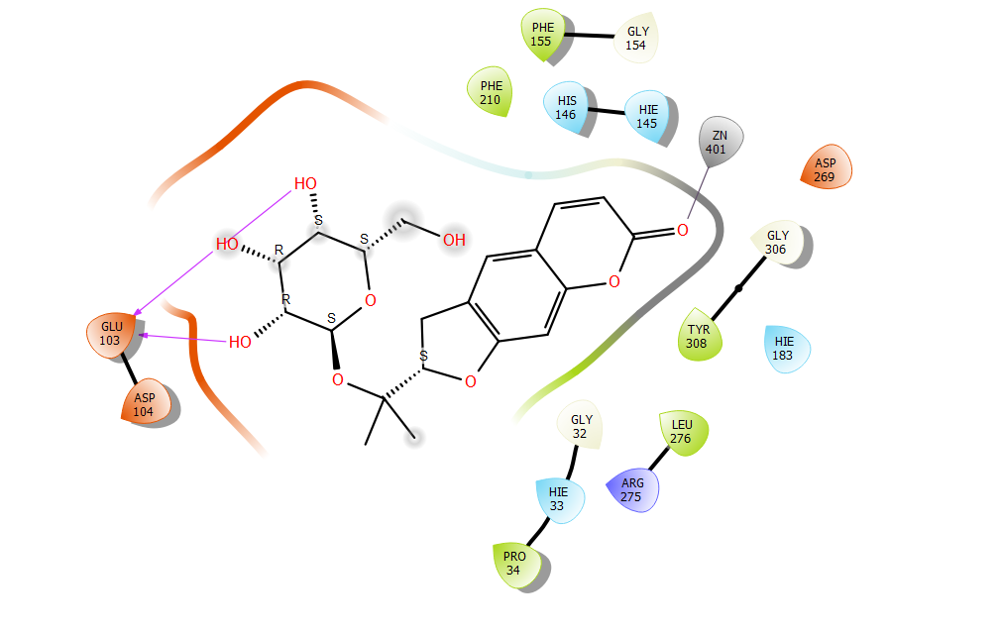 PHE
155
GLY
154
PHE
210
HIS
146
HIE
145
ZN
401
ASP
269
HO
S
HO
R
S
OH
O
GLY
306
O
O
R
S
HO
GLU
103
TYR
308
HIE
183
S
O
O
ASP
104
GLY
32
LEU
276
HIE
33
ARG
275
PRO
34